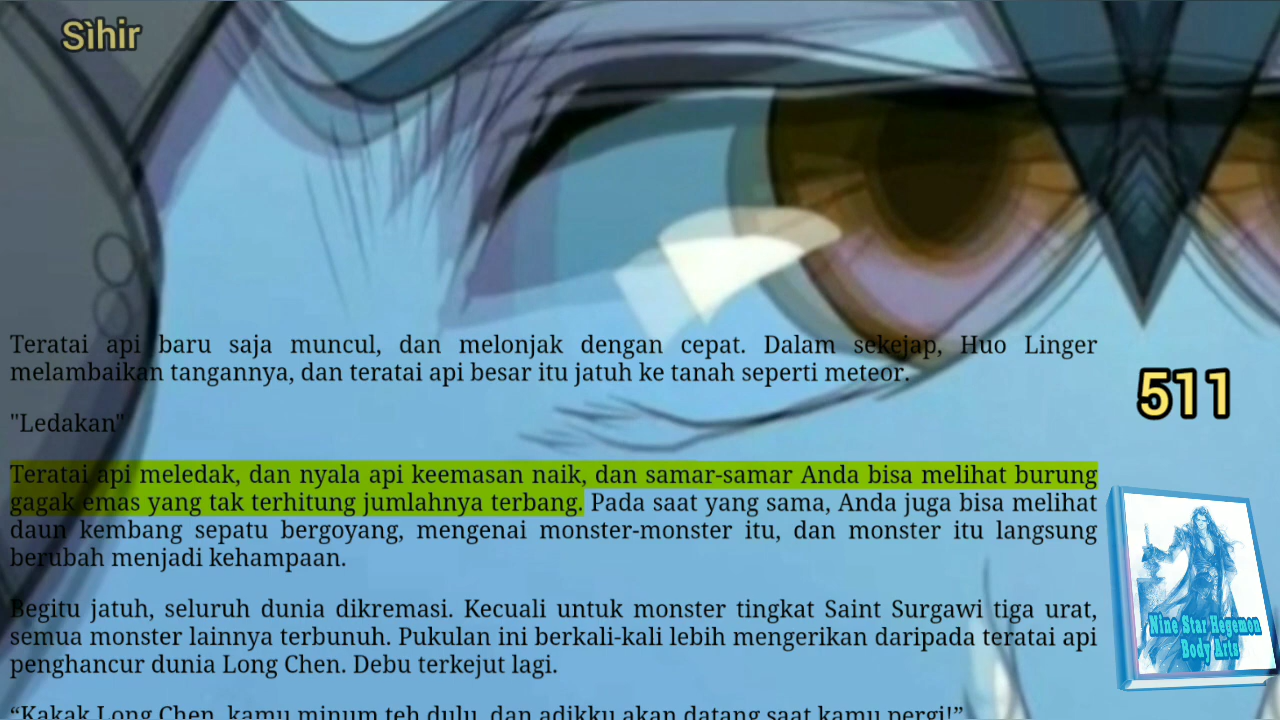 Sìhir
Teratai api baru saja muncul, dan melonjak dengan cepat. Dalam sekejap, Huo Linger
melambaikan tangannya, dan teratai api besar itu jatuh ke tanah seperti meteor.
"Ledakan"
Teratai api meledak, dan nyala api keemasan naik, dan samar-samar Anda bisa melihat burung
gagak emas yang tak terhitung jumlahnya terbang. Pada saat yang sama, Anda juga bisa melihat
daun kembang sepatu bergoyang, mengenai monster-monster itu, dan monster itu langsung
berubah menjadi kehampaan.
Begitu jatuh, seluruh dunia dikremasi. Kecuali untuk monster tingkat Saint Surgawi tiga urat,
semua monster lainnya terbunuh. Pukulan ini berkali-kali lebih mengerikan daripada teratai api
penghancur dunia Long Chen. Debu terkejut lagi.
“Kakak Long Chen, kamu minum teh dulu, dan adikku akan datang saat kamu pergi!”
511
Nine Star Hegemon
Body Arts